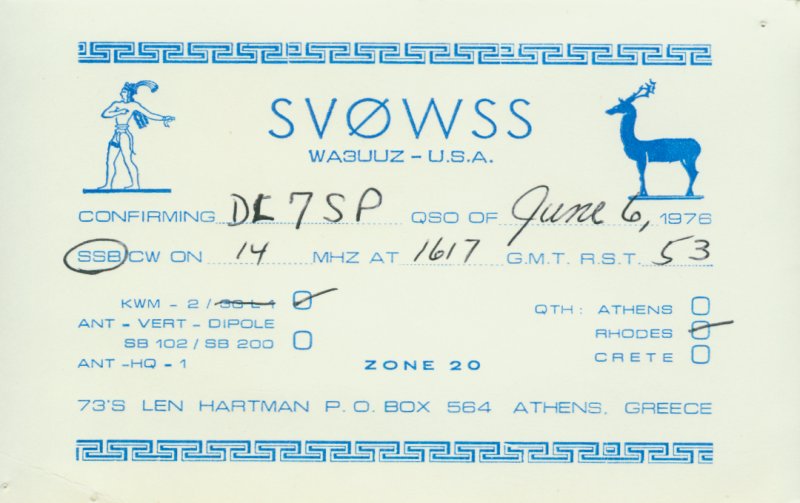 SVØWSS
WA3UUZ - U.S.A.
CONFIRMING DL7SP QSO OF June 6, 1976
SSB/CW ON 14 MHZ AT 1617 G.M.T. R.S.T. 53
KWM - 2 / 30 L-1
QTH: ATHENS
ANT - VERT - DIPOLE
RHODES
SB 102 / SB 200
CRETE
ANT - HQ - 1
ZONE 20
73'S LEN HARTMAN P. O. BOX 564 ATHENS. GREECE